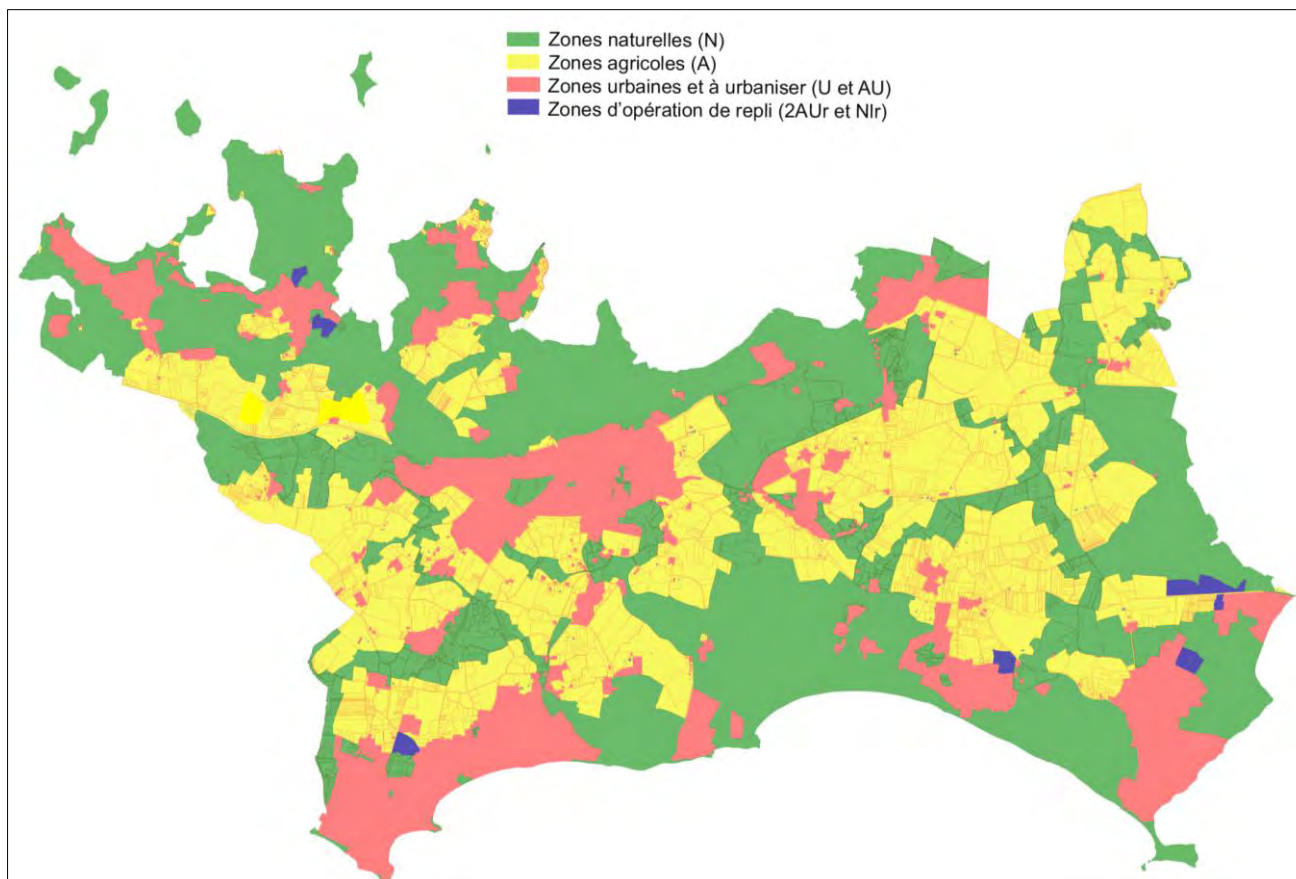 Zones naturelles (N)
Zones agricoles (A)
Zones urbaines et à urbaniser (U et AU)
Zones d'opération de repli (2AUr et Nlr)